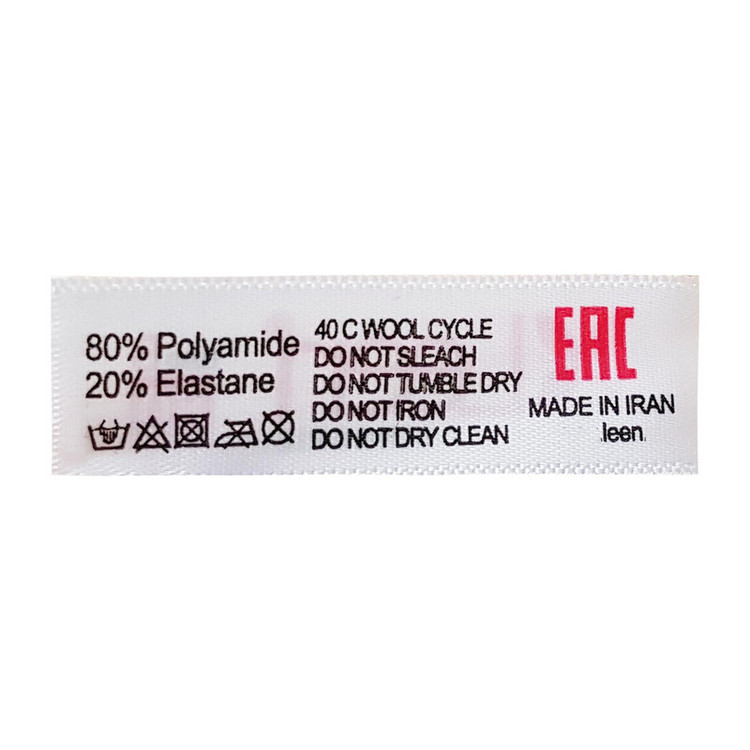 80% Polyamide
20% Elastane
40 C WOOL CYCLE
DO NOT SLEACH
DO NOT TUMBLE DRY
DO NOT IRON
DO NOT DRY CLEAN
EAC
MADE IN IRAN
.leen.